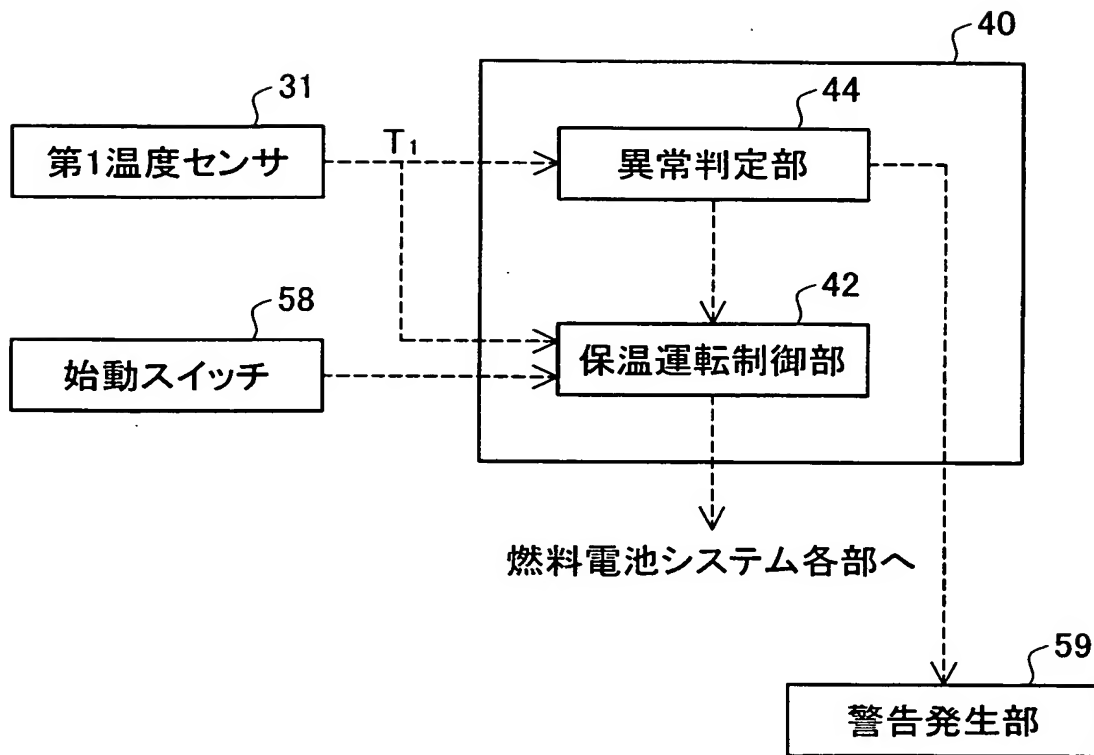 40
31
44
第1温度センサ
T1
異常判定部
58
42
始動スイッチ
保温運転制御部
燃料電池システム各部へ
59
警告発生部